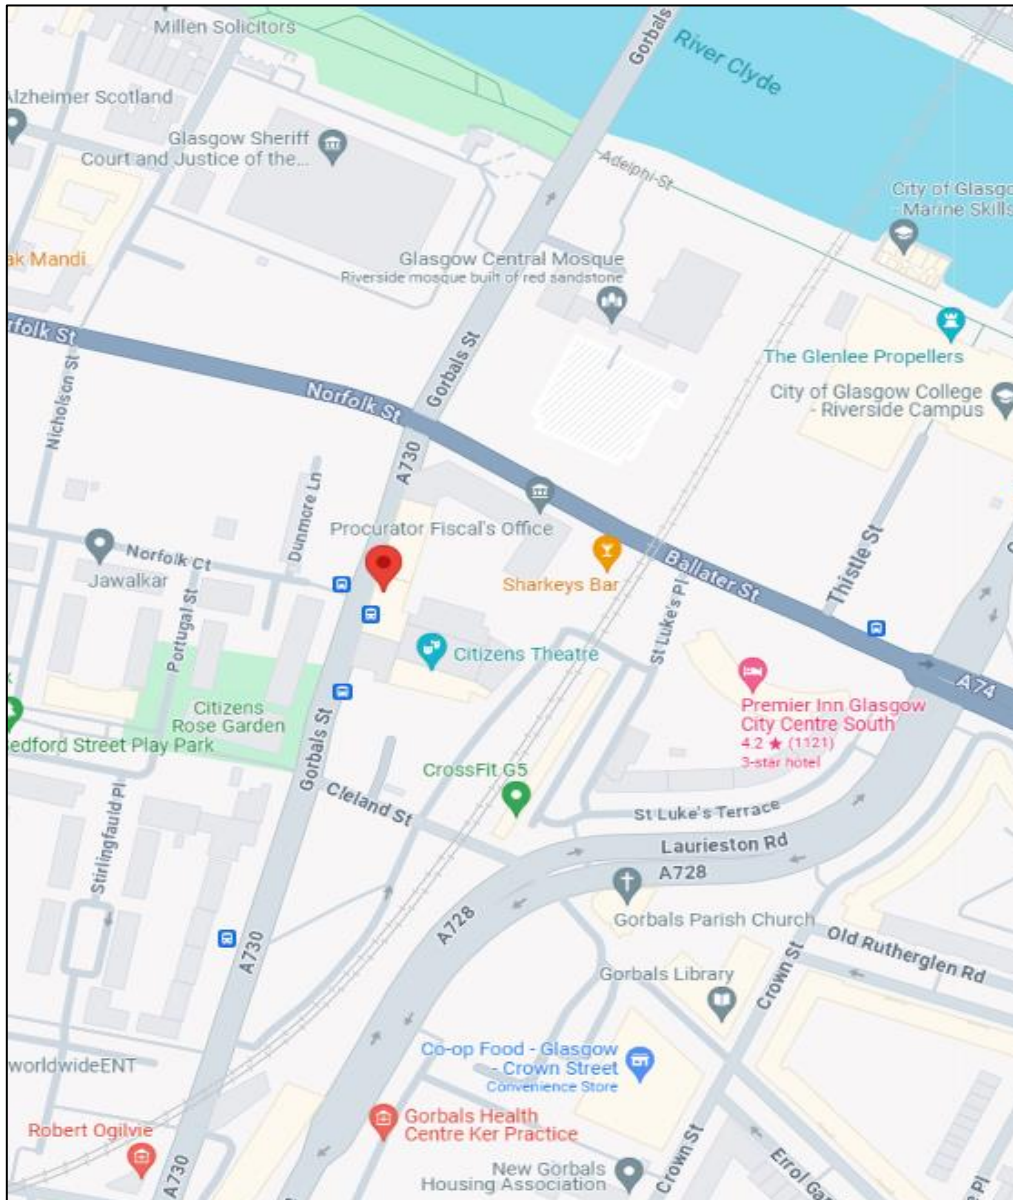 Millen Solicitors
Gorbals
River Clyde
Alzheimer Scotland
Glasgow Sheriff
Court and Justice of the...
Adelphi St
City of Glasgo
- Marine Skills
ak Mandi
Glasgow Central Mosque
Riverside mosque built of red sandstone
rfolk St
Gorbals St
The Glenlee Propellers
Nicholson St
Norfolk St
City of Glasgow College
- Riverside Campus
A730
Dunmore Ln
Procurator Fiscal's Office
Norfolk Ct
Jawalkar
Sharkeys Bar
Ballater St
Thistle St
Portugal St
St Luke's Pl
Citizens Theatre
A74
Citizens
Rose Garden
Premier Inn Glasgow
City Centre South
4.2 ★ (1121)
3-star hotel
edford Street Play Park
Gorbals St
CrossFit G5
Cleland St
St Luke's Terrace
Stirlingfauld Pl
Laurieston Rd
A728
A728
Gorbals Parish Church
A730
Old Rutherglen Rd
Crown St
Gorbals Library
Co-op Food - Glasgow
- Crown Street
Convenience Store
worldwideENT
Gorbals Health
Centre Ker Practice
Robert Ogilvie
Crown St
New Gorbals
Housing Association
Errol Ga
A730
e Pl